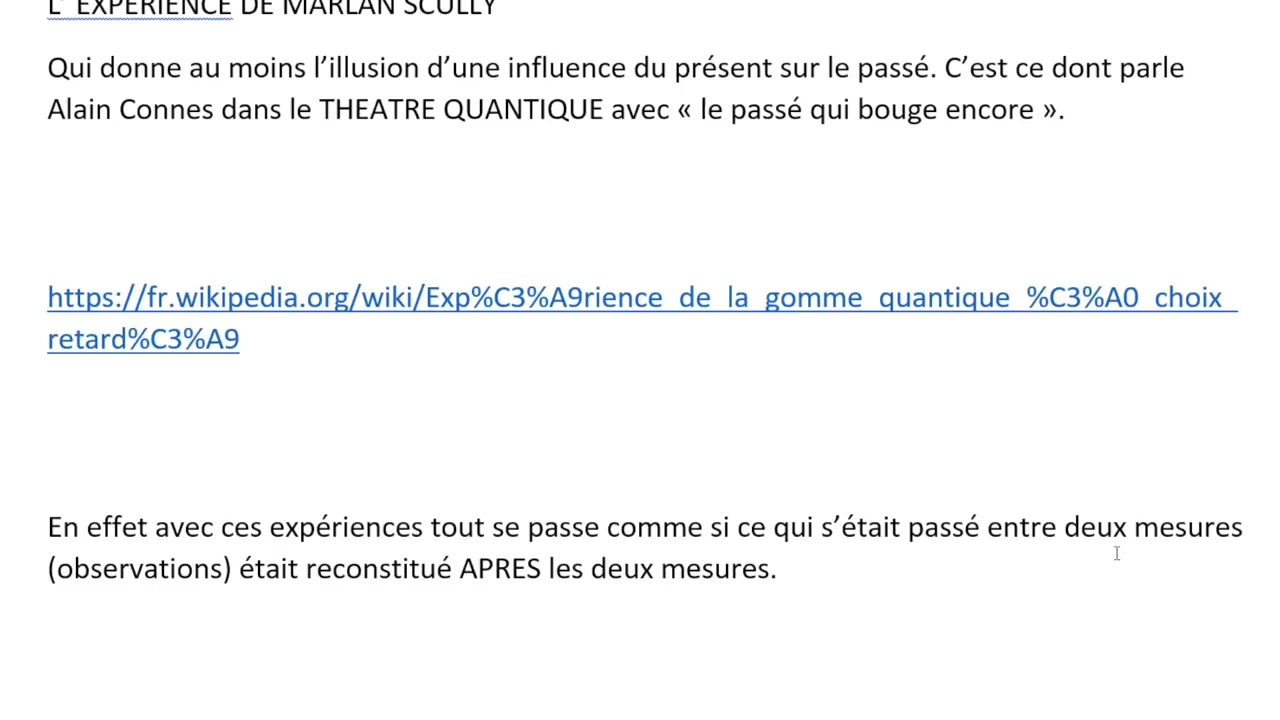 L' EXPERIENCE DE MARLAN SCULLY
Qui donne au moins l’illusion d’une influence du présent sur le passé. C’est ce dont parle
Alain Connes dans le THEATRE QUANTIQUE avec « le passé qui bouge encore ».
https://fr.wikipedia.org/wiki/Exp%C3%A9rience_de_la_gomme_quantique_%C3%A0_choix_
retard%C3%A9
En effet avec ces expériences tout se passe comme si ce qui s’était passé entre deux mesures
(observations) était reconstitué APRES les deux mesures.